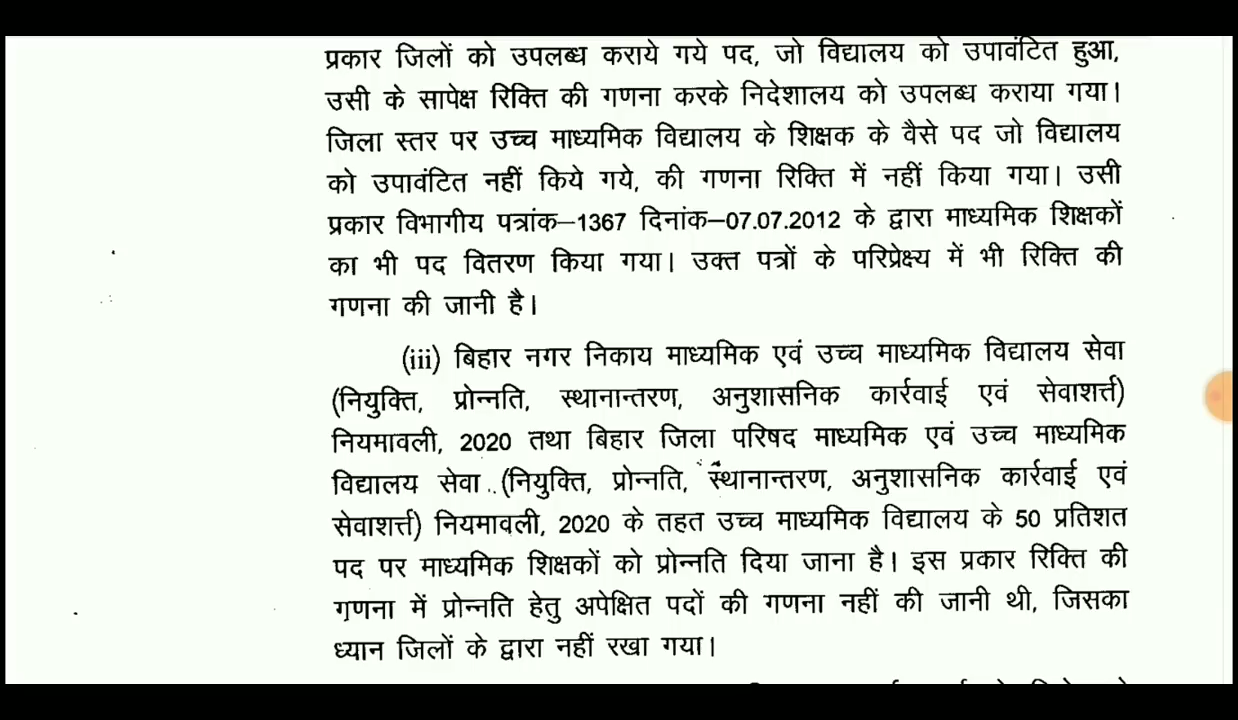 प्रकार जिलों को उपलब्ध कराये गये पद, जो विद्यालय को उपावंटित हुआ,
उसी के सापेक्ष रिक्ति की गणना करके निदेशालय को उपलब्ध कराया गया।
जिला स्तर पर उच्च माध्यमिक विद्यालय के शिक्षक के वैसे पद जो विद्यालय
को उपावंटित नहीं किये गये, की गणना रिक्ति में नहीं किया गया। उसी
प्रकार विभागीय पत्रांक–1367 दिनांक–07.07.2012 के द्वारा माध्यमिक शिक्षकों
का भी पद वितरण किया गया। उक्त पत्रों के परिप्रेक्ष्य में भी रिक्ति की
गणना की जानी है।
(iii) बिहार नगर निकाय माध्यमिक एवं उच्च माध्यमिक विद्यालय सेवा
(नियुक्ति, प्रोन्नति, स्थानान्तरण, अनुशासनिक कार्रवाई एवं सेवाशर्त्त)
नियमावली, 2020 तथा बिहार जिला परिषद माध्यमिक एवं उच्च माध्यमिक
विद्यालय सेवा (नियुक्ति, प्रोन्नति, स्थानान्तरण, अनुशासनिक कार्रवाई एवं
सेवाशर्त्त) नियमावली, 2020 के तहत उच्च माध्यमिक विद्यालय के 50 प्रतिशत
पद पर माध्यमिक शिक्षकों को प्रोन्नति दिया जाना है। इस प्रकार रिक्ति की
गणना में प्रोन्नति हेतु अपेक्षित पदों की गणना नहीं की जानी थी, जिसका
ध्यान जिलों के द्वारा नहीं रखा गया।